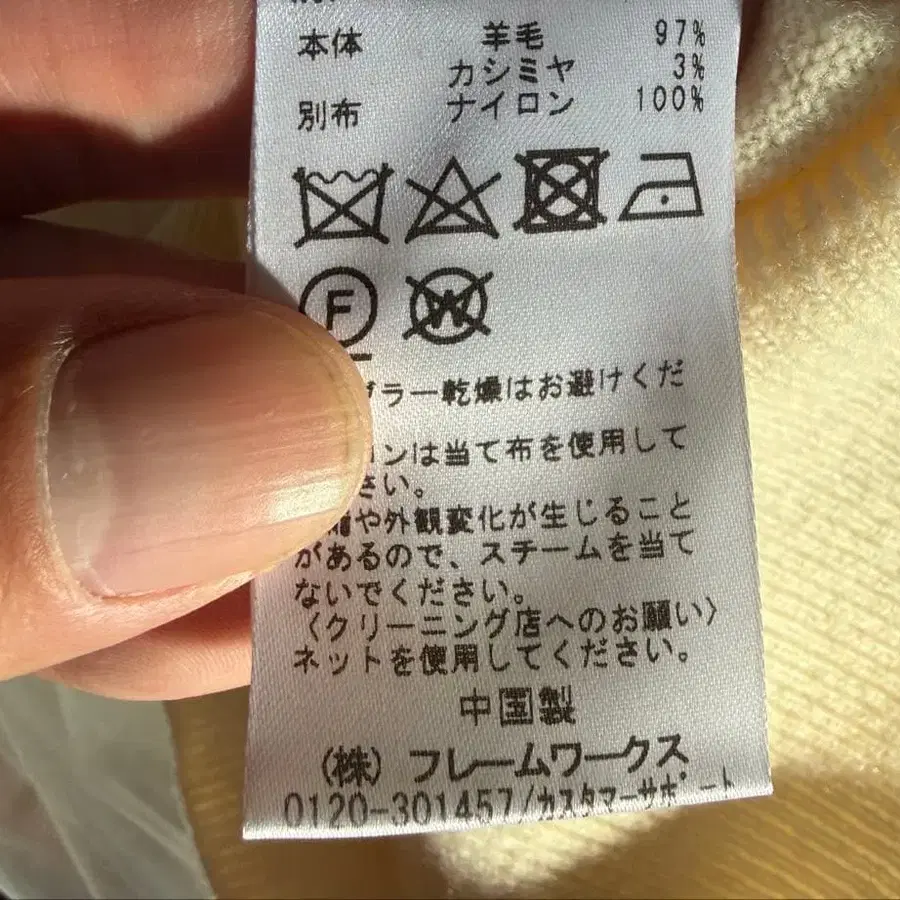 本体 羊毛 97%
カシミヤ 3%
別布 ナイロン 100%
F W
ラー乾燥はお避けくだ
ンは当て布を使用して
さい。
や外観変化が生じること
があるので、スチームを当て
ないでください。
〈クリーニング店へのお願い〉
ネットを使用してください。
中国製
(株) フレームワークス
0120-301457/カスタマーサポート